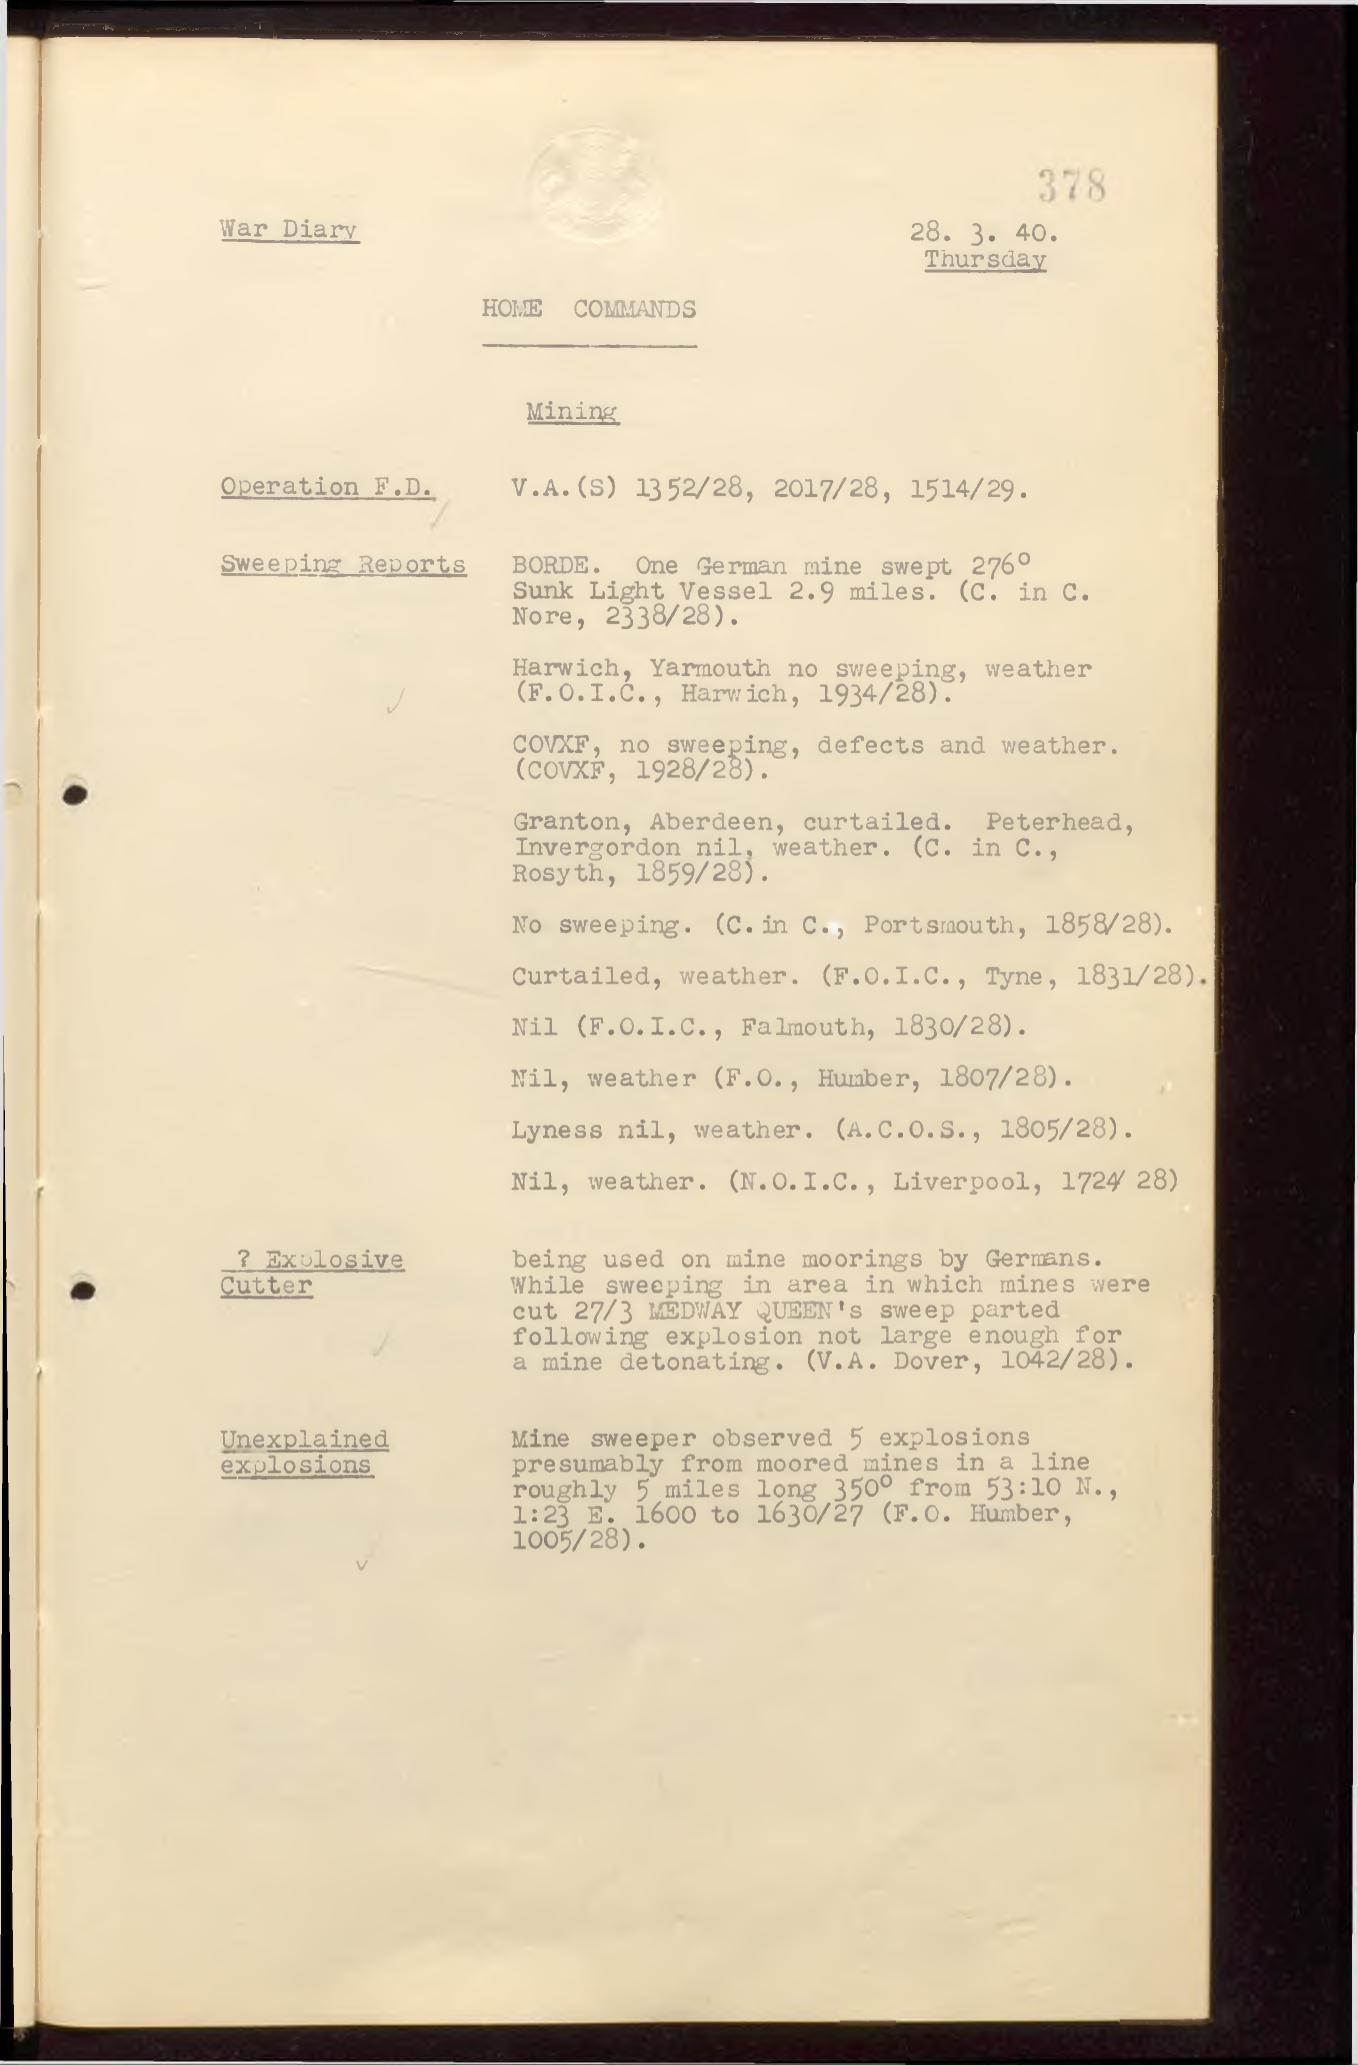 378
War Diary
28. 3. 40.
Thursday
HOME COMMANDS
Mining
Operation F.D. V.A.(S) 1352/28, 2017/28, 1514/29.
Sweeping Reports BORDE. One German mine swept 276°
Sunk Light Vessel 2.9 miles. (C. in C.
Nore, 2338/28).
Harwich, Yarmouth no sweeping, weather
(F.O.I.C., Harwich, 1934/28).
COVXF, no sweeping, defects and weather.
(COVXF, 1928/28).
Granton, Aberdeen, curtailed. Peterhead,
Invergordon nil, weather. (C. in C.,
Rosyth, 1859/28).
No sweeping. (C. in C., Portsmouth, 1858/28).
Curtailed, weather. (F.O.I.C., Tyne, 1831/28).
Nil (F.O.I.C., Falmouth, 1830/28).
Nil, weather (F.O., Humber, 1807/28).
Lyness nil, weather. (A.C.O.S., 1805/28).
Nil, weather. (N.O.I.C., Liverpool, 1724/ 28)
? Explosive being used on mine moorings by Germans.
Cutter While sweeping in area in which mines were
cut 27/3 MEDWAY QUEEN's sweep parted
following explosion not large enough for
a mine detonating. (V.A. Dover, 1042/28).
Unexplained Mine sweeper observed 5 explosions
explosions presumably from moored mines in a line
roughly 5 miles long 350° from 53:10 N.,
1:23 E. 1600 to 1630/27 (F.O. Humber,
1005/28).